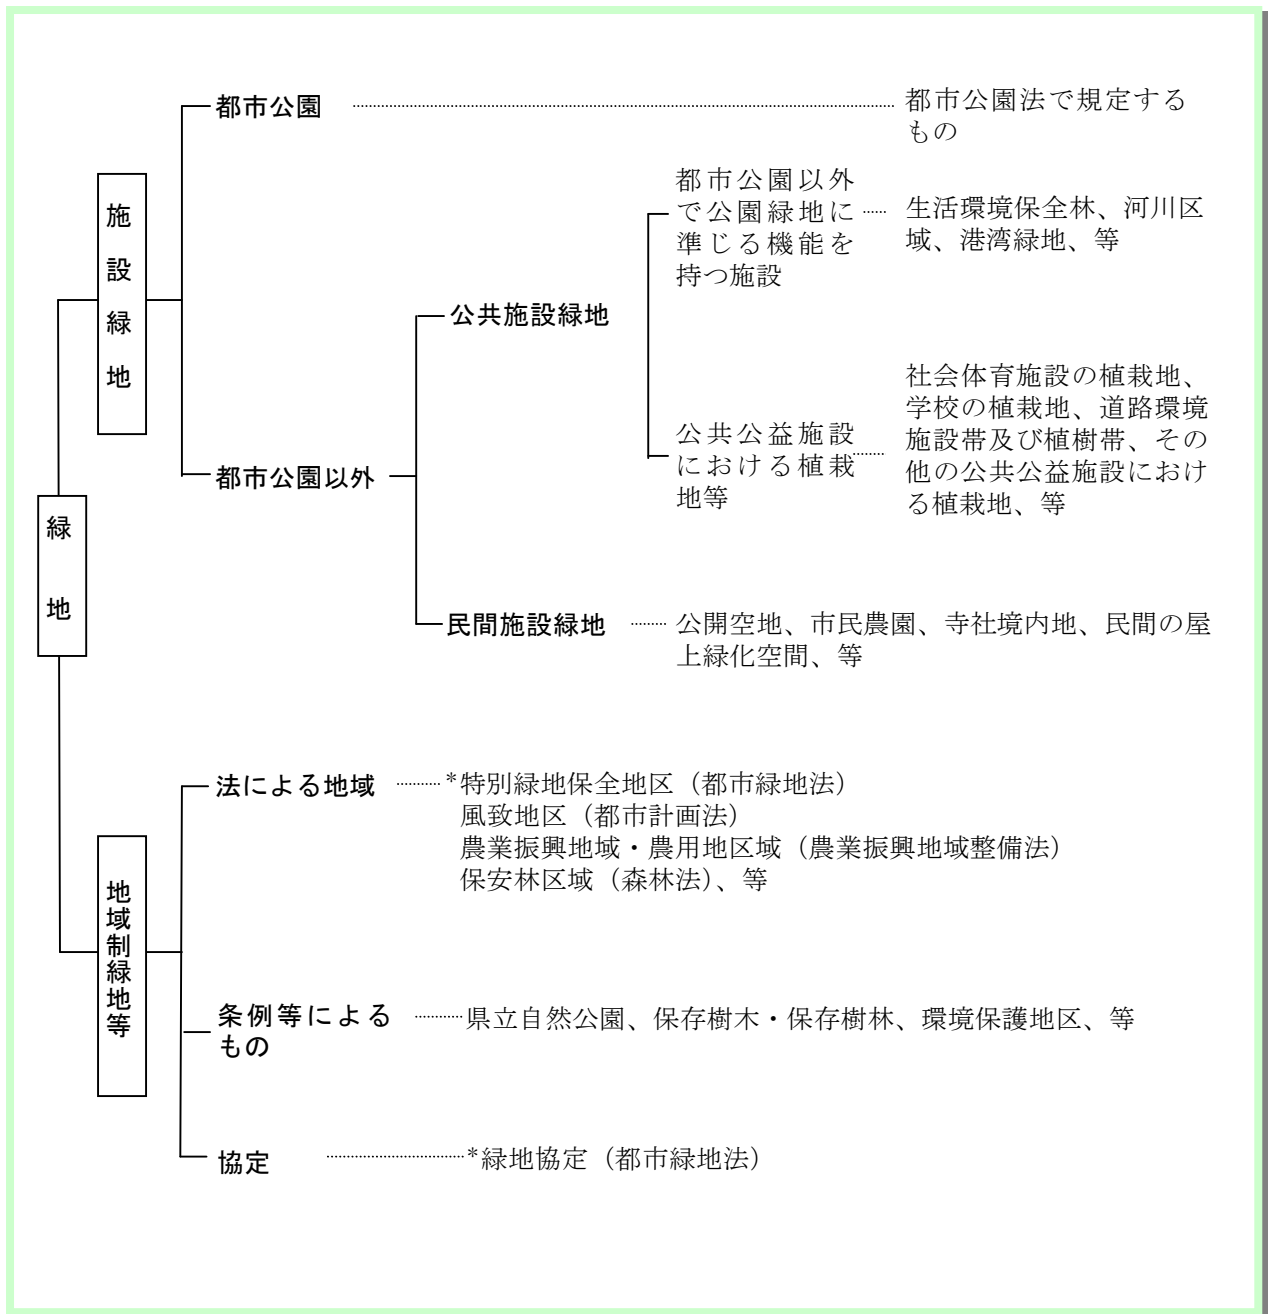 緑地
施設緑地
都市公園
都市公園法で規定する
もの
都市公園以外
公共施設緑地
都市公園以外
で公園緑地に
準じる機能を
持つ施設
生活環境保全林、河川区
域、港湾緑地、等
公共公益施設
における植栽
地等
社会体育施設の植栽地、
学校の植栽地、道路環境
施設帯及び植樹帯、その
他の公共公益施設におけ
る植栽地、等
民間施設緑地
公開空地、市民農園、寺社境内地、民間の屋
上緑化空間、等
地域制緑地等
法による地域
*特別緑地保全地区（都市緑地法）
風致地区（都市計画法）
農業振興地域・農用地区域（農業振興地域整備法）
保安林区域（森林法）、等
条例等による
もの
県立自然公園、保存樹木・保存樹林、環境保護地区、等
協定
*緑地協定（都市緑地法）